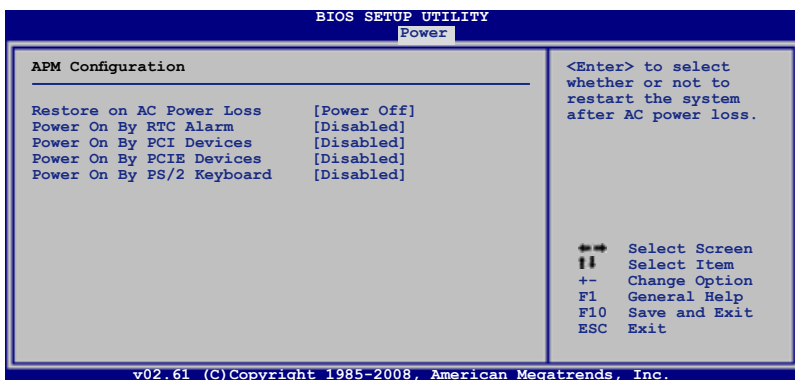 BIOS SETUP UTILITY
Power
APM Configuration
Restore on AC Power Loss [Power Off]
Power On By RTC Alarm [Disabled]
Power On By PCI Devices [Disabled]
Power On By PCIE Devices [Disabled]
Power On By PS/2 Keyboard [Disabled]
<Enter> to select
whether or not to
restart the system
after AC power loss.
←→ Select Screen
↑↓ Select Item
+- Change Option
F1 General Help
F10 Save and Exit
ESC Exit
v02.61 (C)Copyright 1985-2008, American Megatrends, Inc.